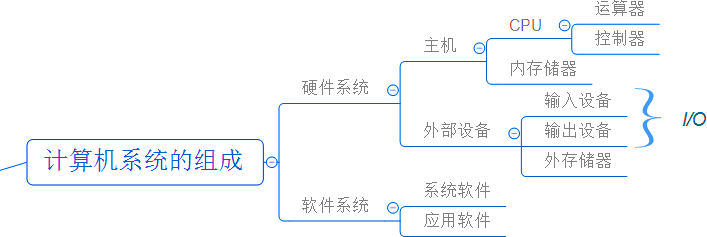 计算机系统的组成
硬件系统
主机
CPU
运算器
控制器
内存储器
外部设备
输入设备
输出设备
外存储器
I/O
软件系统
系统软件
应用软件